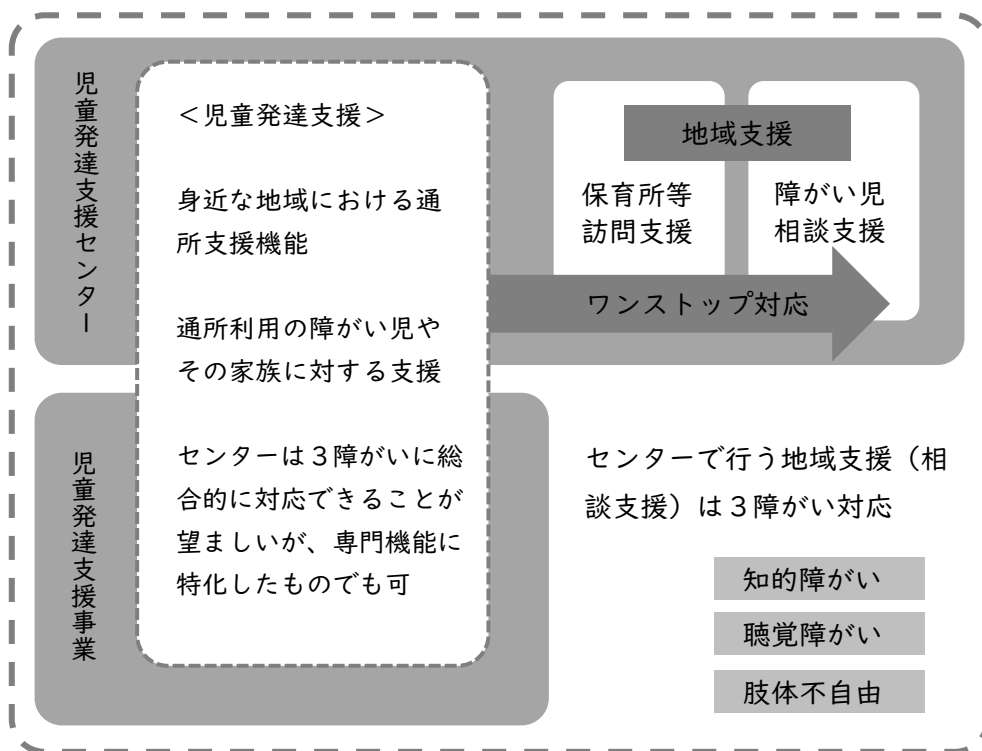 児童発達支援センター
＜児童発達支援＞
身近な地域における通
所支援機能
通所利用の障がい児や
その家族に対する支援
センターは３障がいに総
合的に対応できることが
望ましいが、専門機能に
特化したものでも可
地域支援
保育所等
訪問支援
障がい児
相談支援
ワンストップ対応
児童発達支援事業
センターで行う地域支援（相
談支援）は３障がい対応
知的障がい
聴覚障がい
肢体不自由